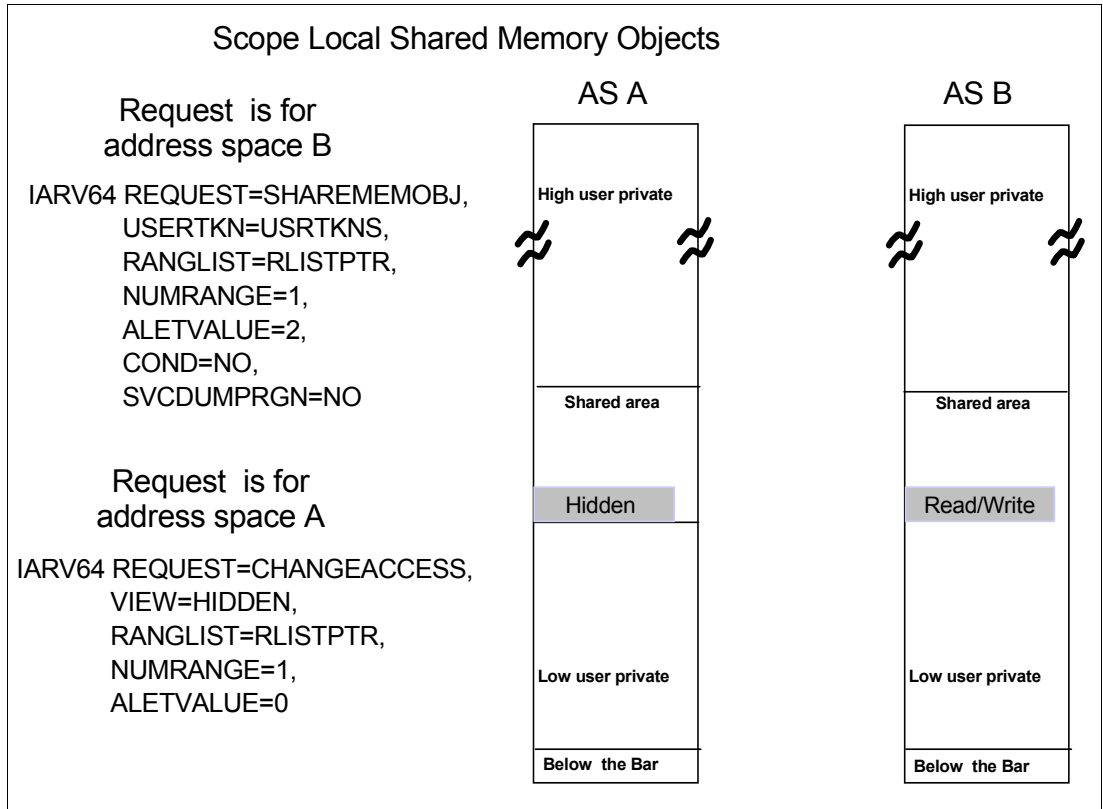 Scope Local Shared Memory Objects
Request is for
address space B
IARV64 REQUEST=SHAREMEMOBJ,
USERTKN=USRTKNS,
RANGLIST=RLISTPTR,
NUMRANGE=1,
ALETVALUE=2,
COND=NO,
SVCDUMPRGN=NO
Request is for
address space A
IARV64 REQUEST=CHANGEACCESS,
VIEW=HIDDEN,
RANGLIST=RLISTPTR,
NUMRANGE=1,
ALETVALUE=0
AS A
High user private
Shared area
Hidden
Low user private
Below the Bar
AS B
High user private
Shared area
Read/Write
Low user private
Below the Bar